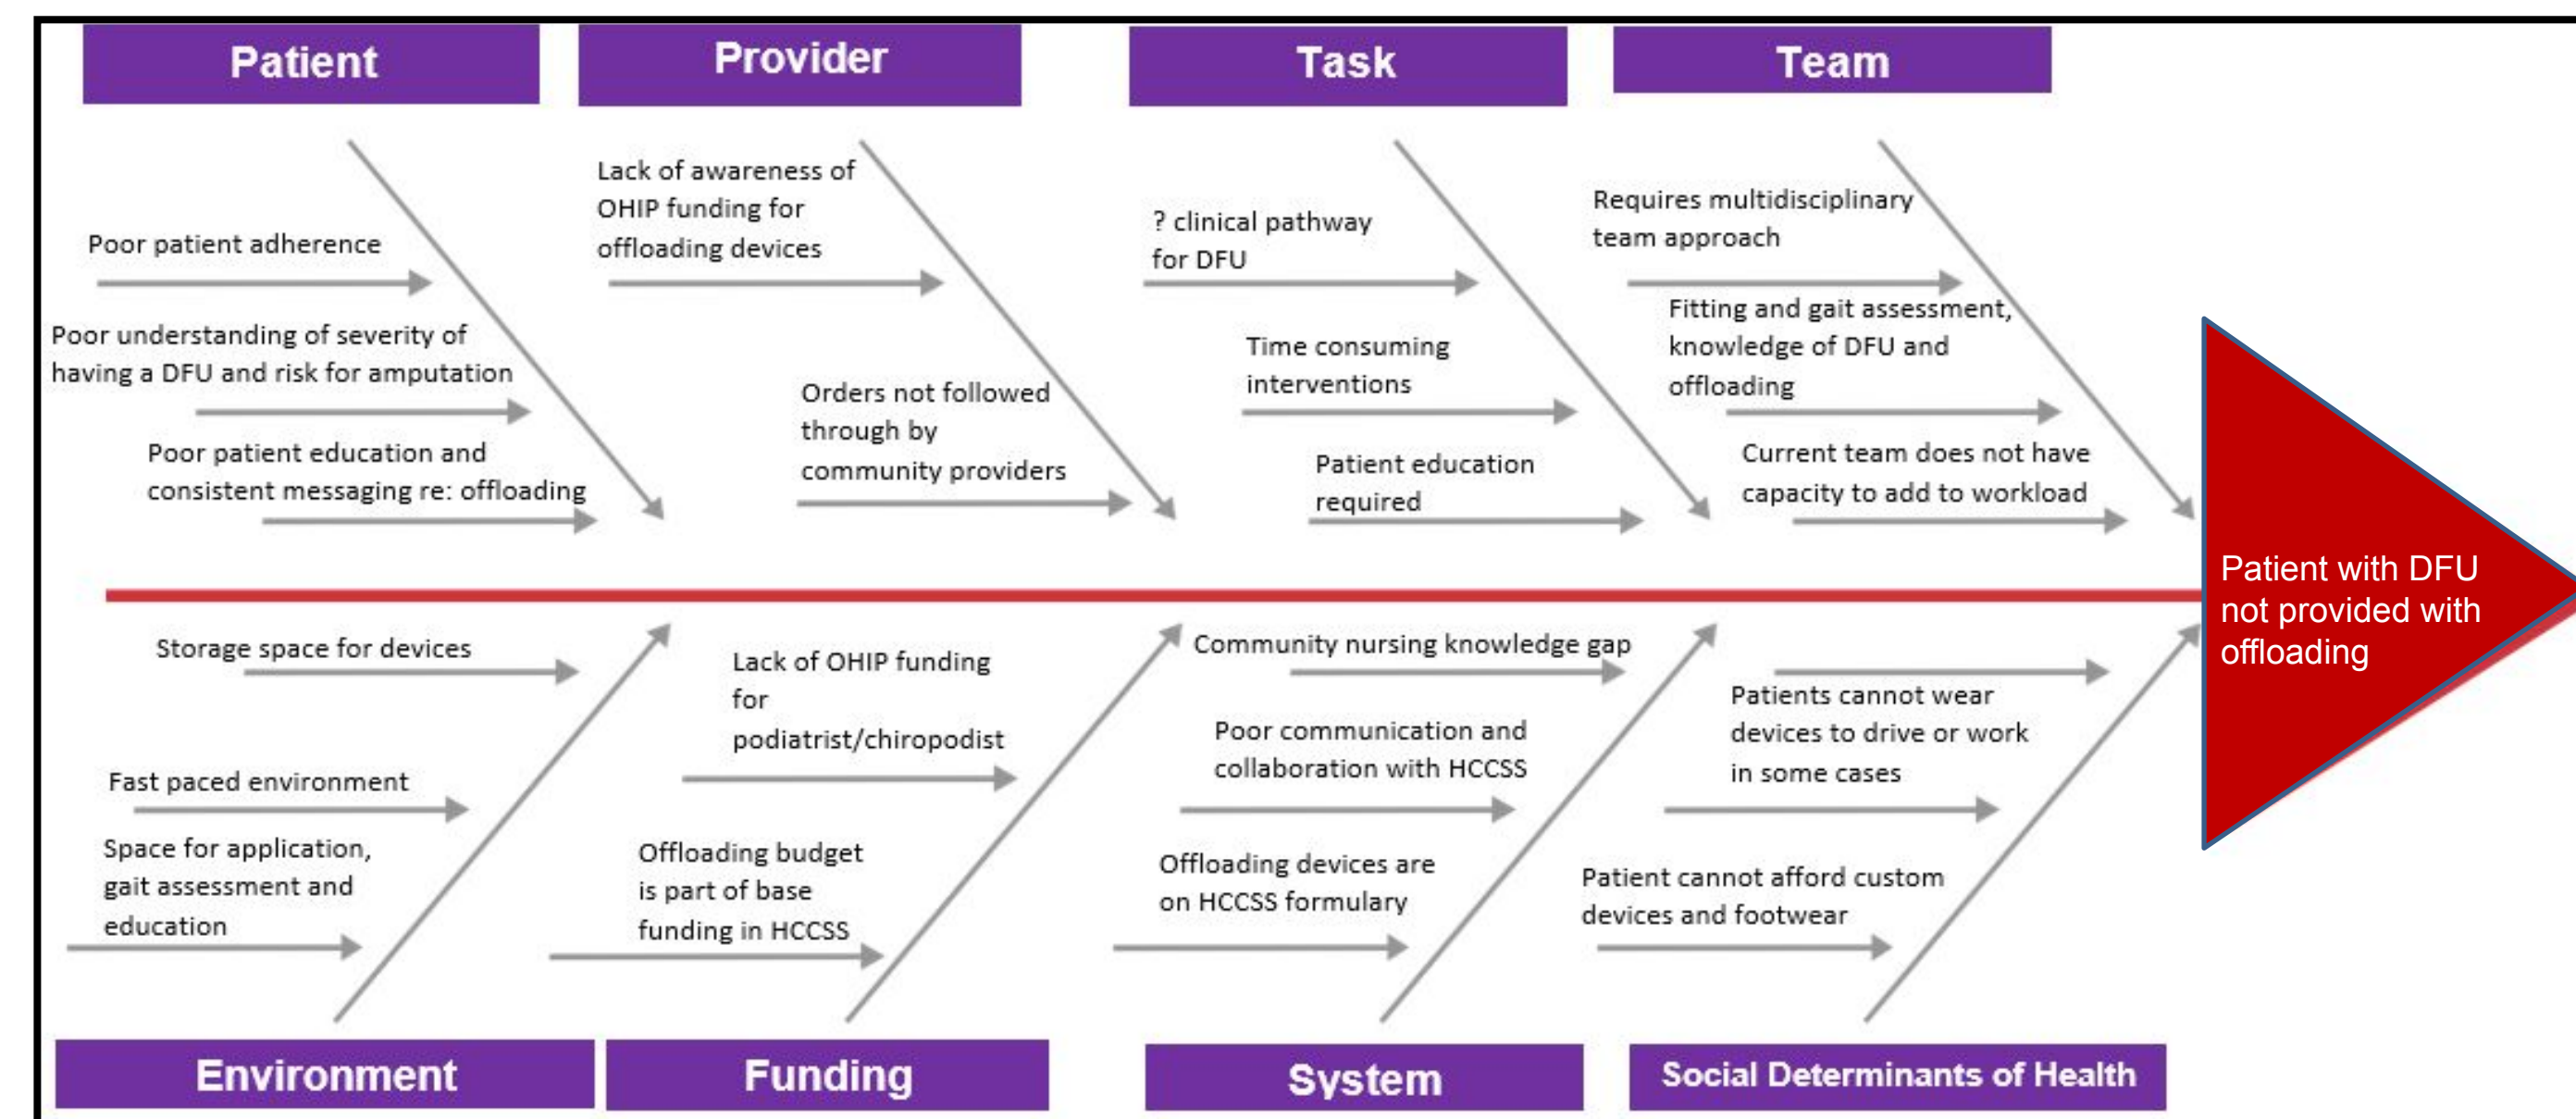 Patient
Provider
Task
Team
Poor patient adherence
Poor understanding of severity of
having a DFU and risk for amputation
Poor patient education and
consistent messaging re: offloading
Lack of awareness of
OHIP funding for
offloading devices
Orders not followed
through by
community providers
? clinical pathway
for DFU
Time consuming
interventions
Patient education
required
Requires multidisciplinary
team approach
Fitting and gait assessment,
knowledge of DFU and
offloading
Current team does not have
capacity to add to workload
Patient with DFU
not provided with
offloading
Storage space for devices
Fast paced environment
Space for application,
gait assessment and
education
Lack of OHIP funding
for
podiatrist/chiropodist
Offloading budget
is part of base
funding in HCCSS
Community nursing knowledge gap
Poor communication and
collaboration with HCCSS
Offloading devices are
on HCCSS formulary
Patients cannot wear
devices to drive or work
in some cases
Patient cannot afford custom
devices and footwear
Environment
Funding
System
Social Determinants of Health